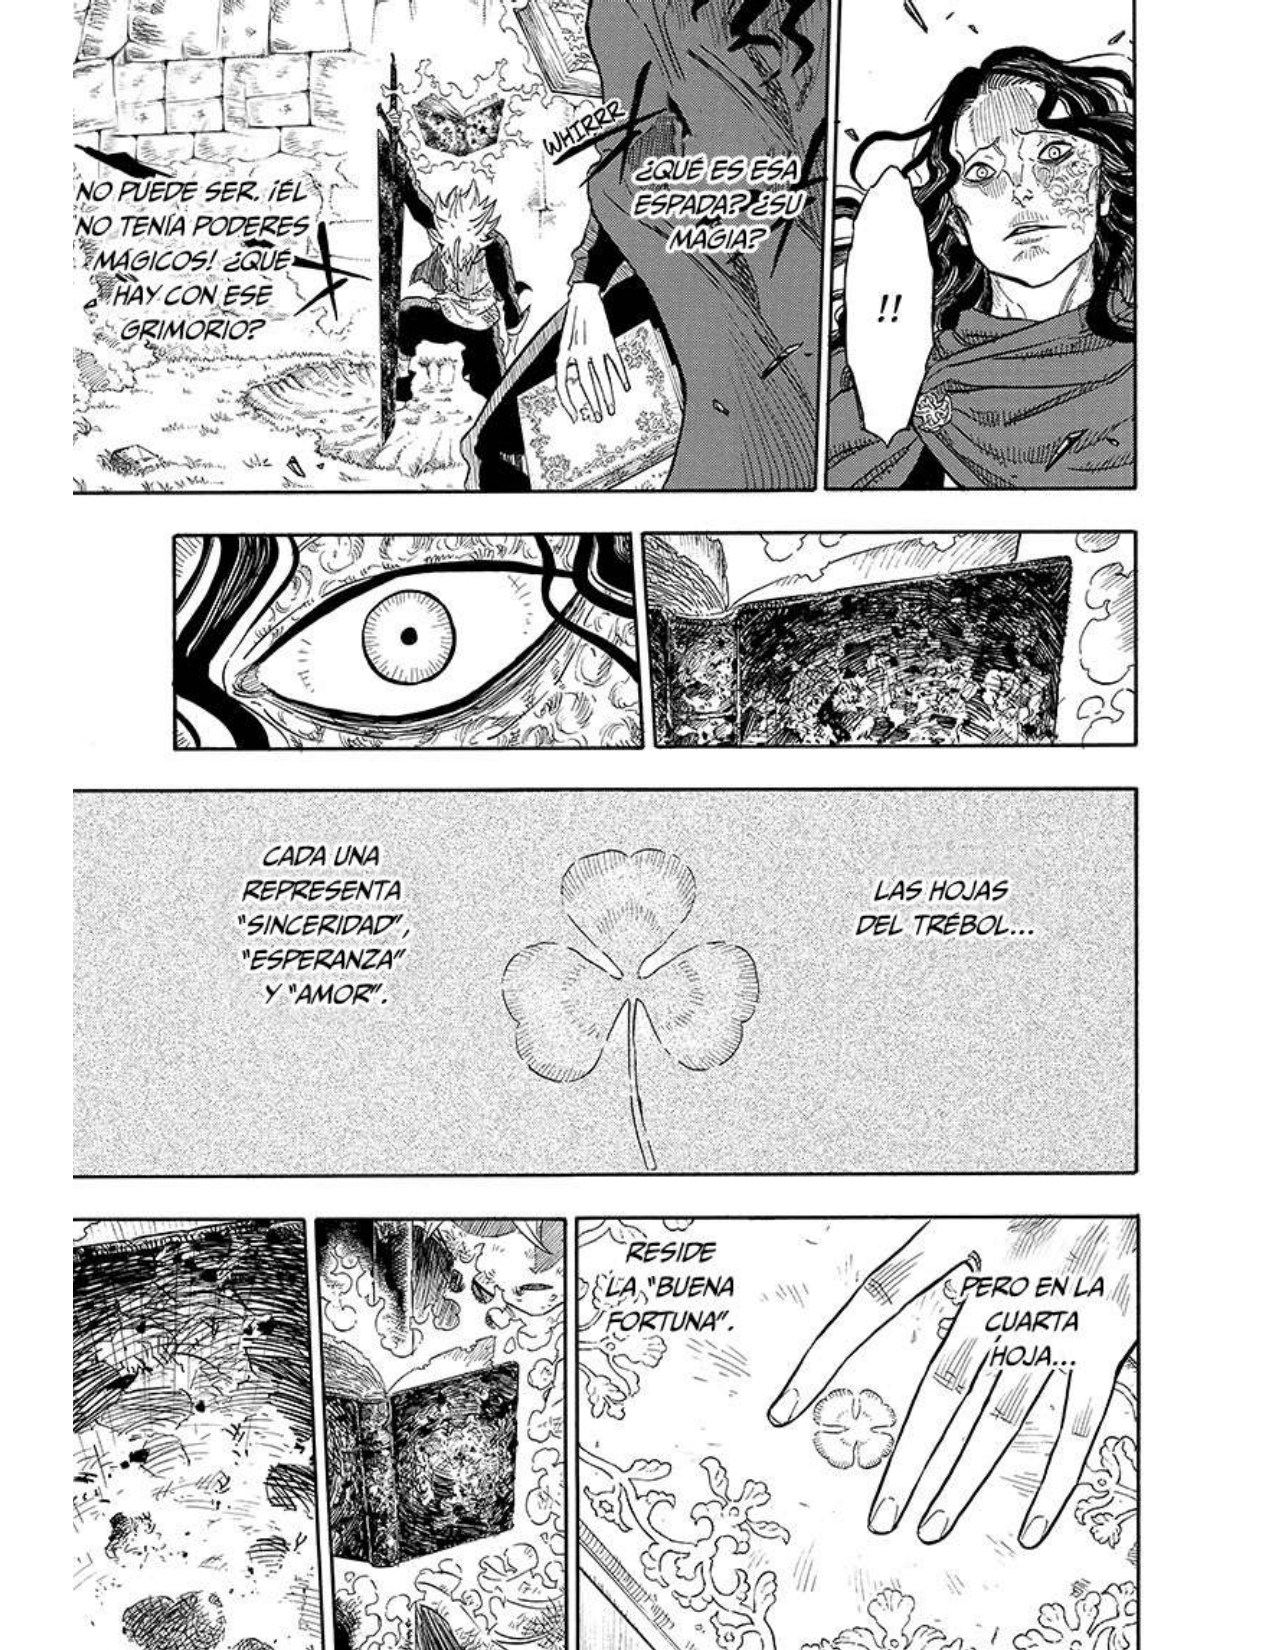 !!
¿QUÉ ES ESA
ESPADA? ¿SU
MAGIA?
WHIRRR
NO PUEDE SER. ¡ÉL
NO TENÍA PODERES
MÁGICOS! ¿QUÉ
HAY CON ESE
GRIMORIO?
LAS HOJAS
DEL TRÉBOL...
CADA UNA
REPRESENTA
"SINCERIDAD",
"ESPERANZA"
Y "AMOR".
PERO EN LA
CUARTA
HOJA...
RESIDE
LA "BUENA
FORTUNA".